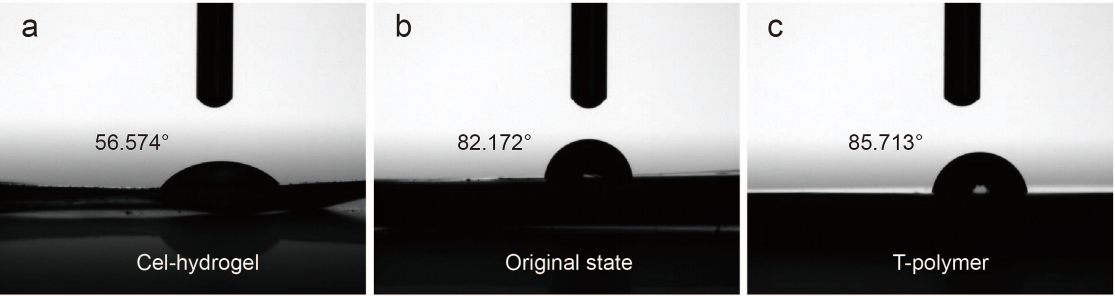 a
b
c
56.574°
82.172°
85.713°
Cel-hydrogel
Original state
T-polymer